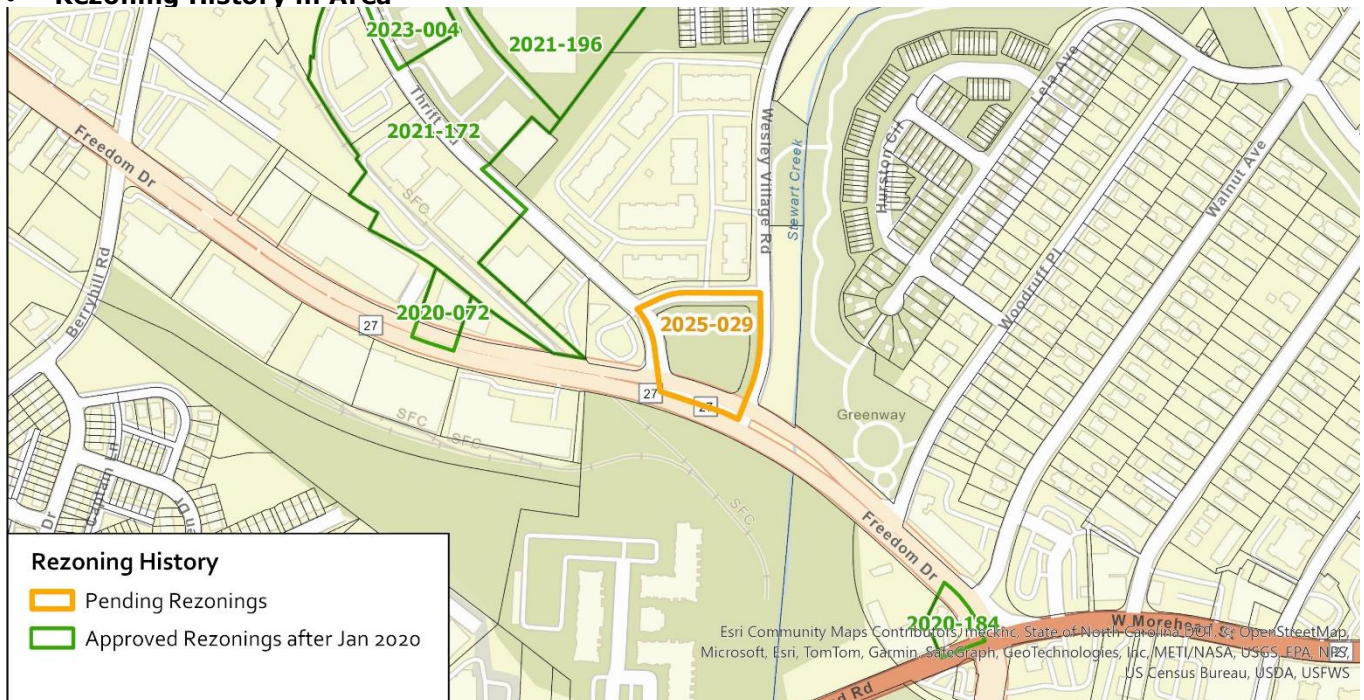 • Rezoning History in Area
2023-004
2021-196
Thrift Rd
2021-172
Freedom Dr
SFC
Berryhill Rd
2020-072
27
Wesley Village Rd
Stewart Creek
Lela Ave
Hurston Cir
Walnut Ave
Woodruff Pl
2025-029
27
27
Greenway
SFC
SFC
SFC
Freedom Dr
Dr
2020-184
W Morehead St
Rezoning History
Pending Rezonings
Approved Rezonings after Jan 2020
Esri Community Maps Contributors, meckhc, State of North Carolina DOT, © OpenStreetMap,
Microsoft, Esri, TomTom, Garmin, SafeGraph, GeoTechnologies, Inc, METI/NASA, USGS, EPA, NPS,
US Census Bureau, USDA, USFWS
Rd